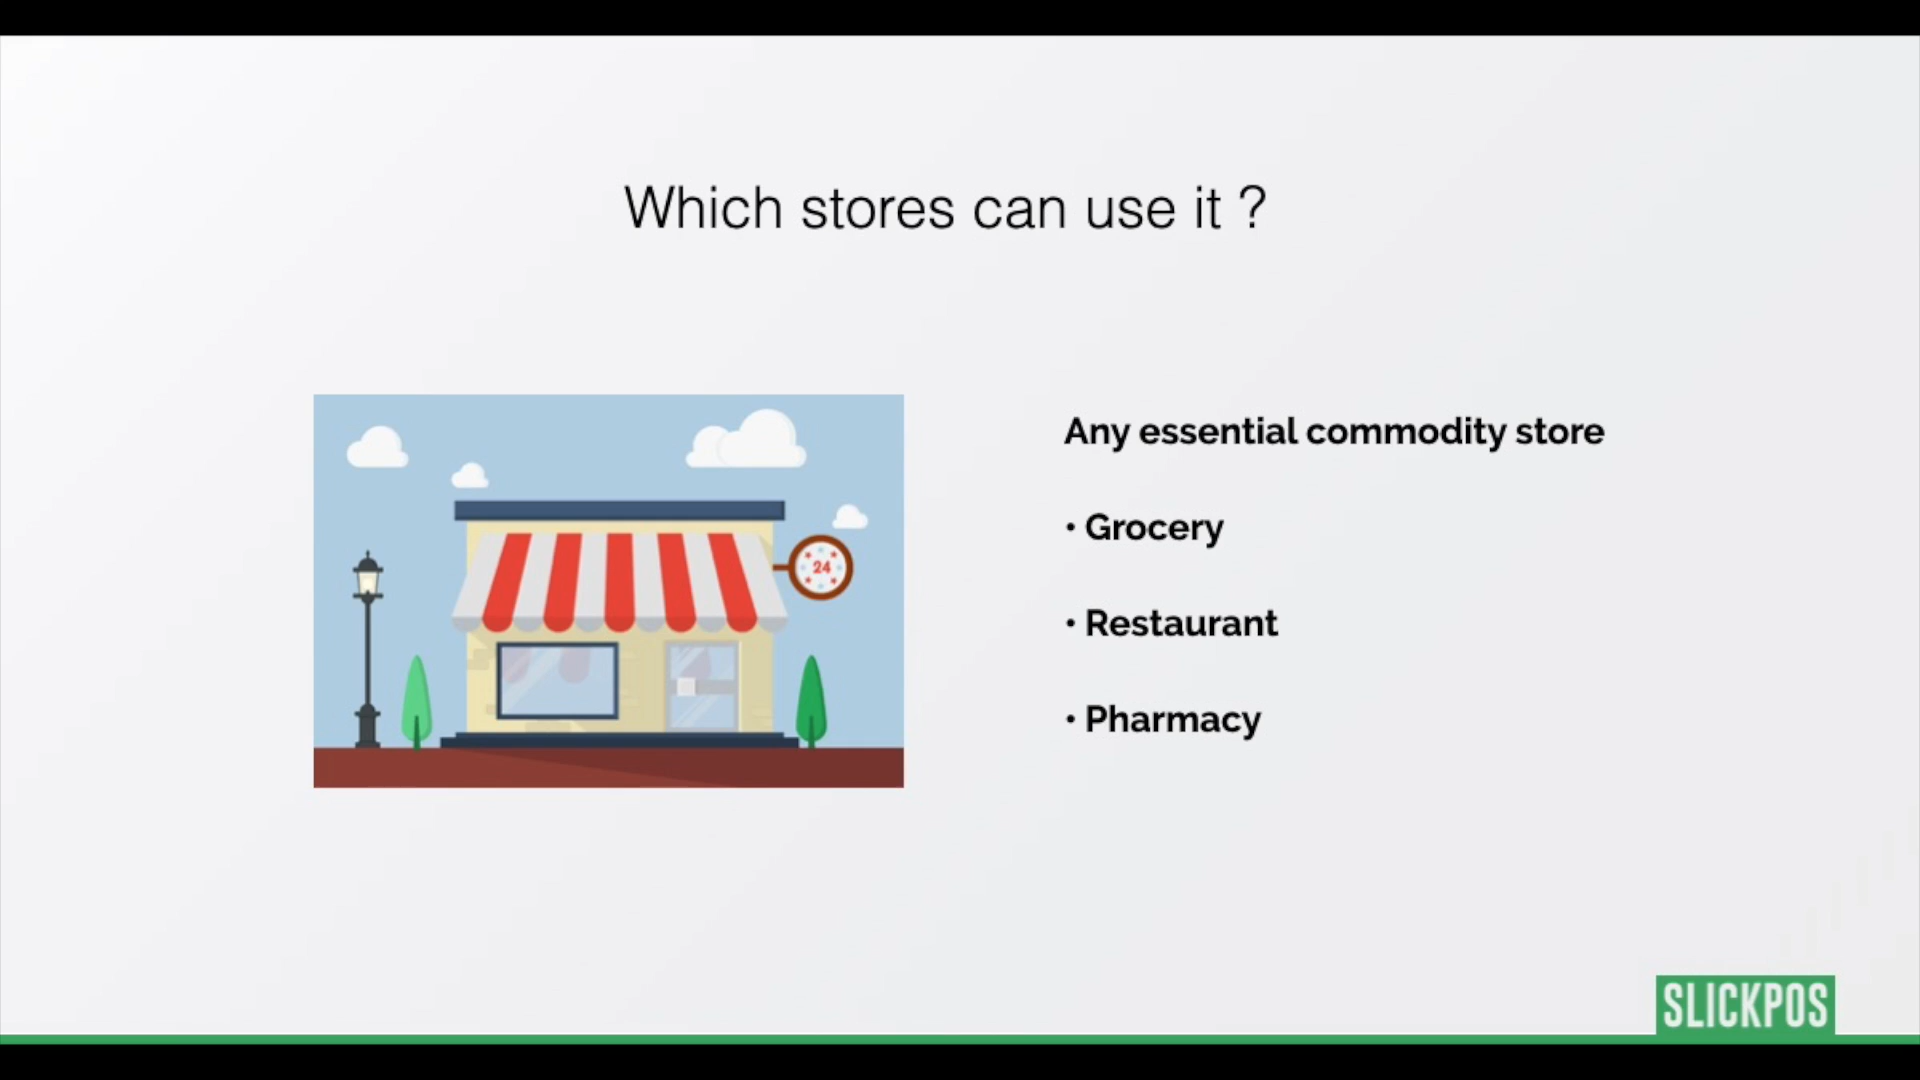 Which stores can use it ?
24
Any essential commodity store
• Grocery
• Restaurant
• Pharmacy
SLICKPOS